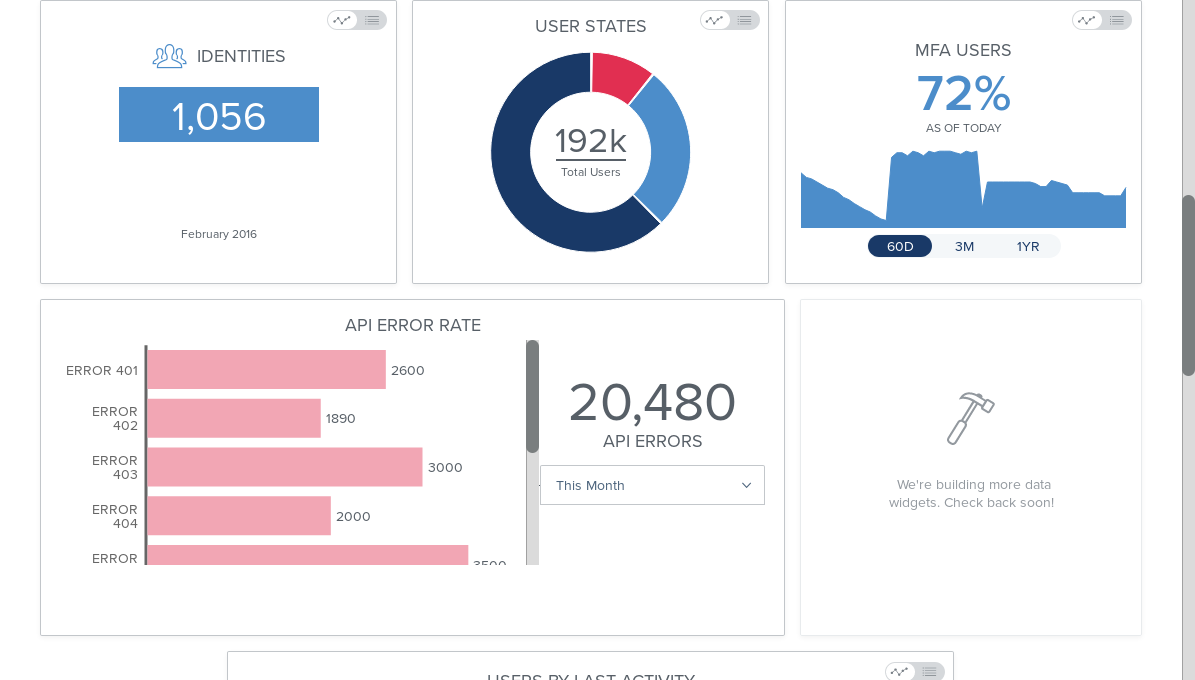 IDENTITIES
1,056
February 2016
USER STATES
192k
Total Users
MFA USERS
72%
AS OF TODAY
60D
3M
1YR
API ERROR RATE
ERROR 401
2600
ERROR
402
1890
ERROR
403
3000
ERROR
404
2000
ERROR
3500
20,480
API ERRORS
This Month
We're building more data
widgets. Check back soon!
USERS BY LAST ACTIVITY